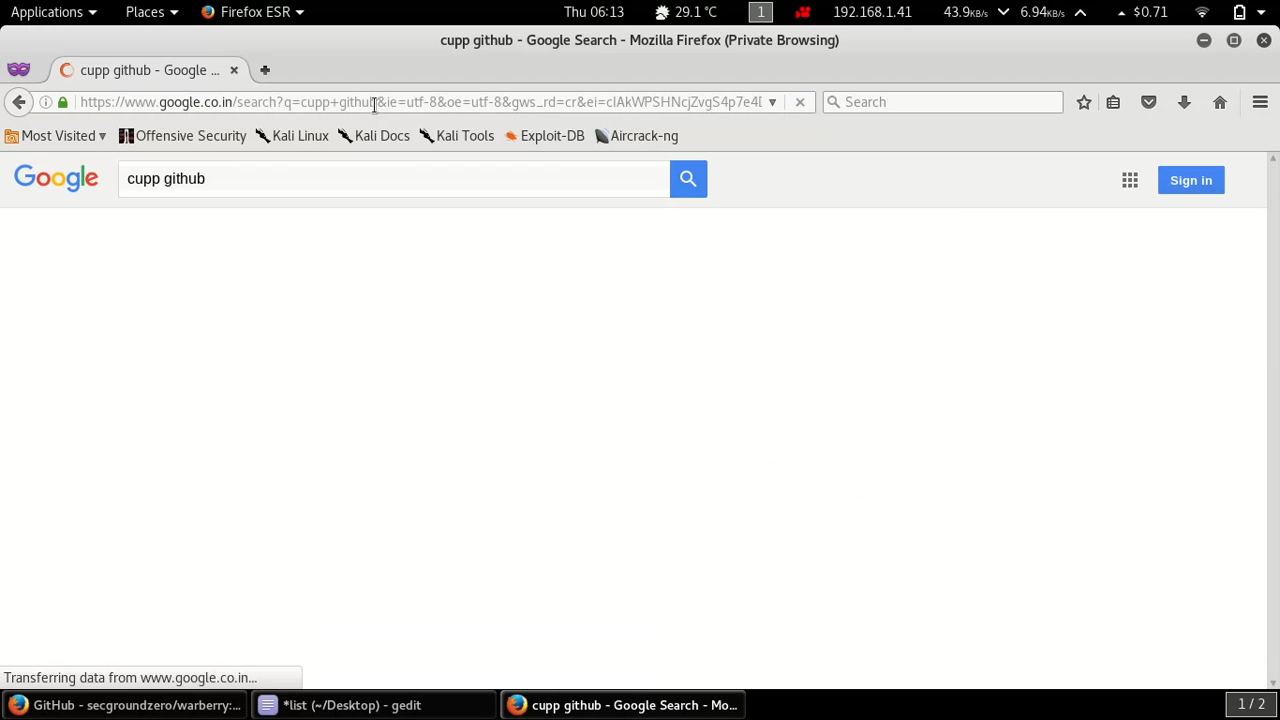 Applications Places Firefox ESR Thu 06:13 29.1 °C 1 192.168.1.41 43.9KB/s 6.94KB/s $0.71
cupp github - Google Search - Mozilla Firefox (Private Browsing)
cupp github - Google ...
https://www.google.co.in/search?q=cupp+github&ie=utf-8&oe=utf-8&gws_rd=cr&ei= Search
Most Visited Offensive Security Kali Linux Kali Docs Kali Tools Exploit-DB Aircrack-ng
Google cupp github Sign in
Transferring data from www.google.co.in...
GitHub - secgroundzero/warberry:... *list (~/Desktop) - gedit cupp github - Google Search - Mo... 1 / 2